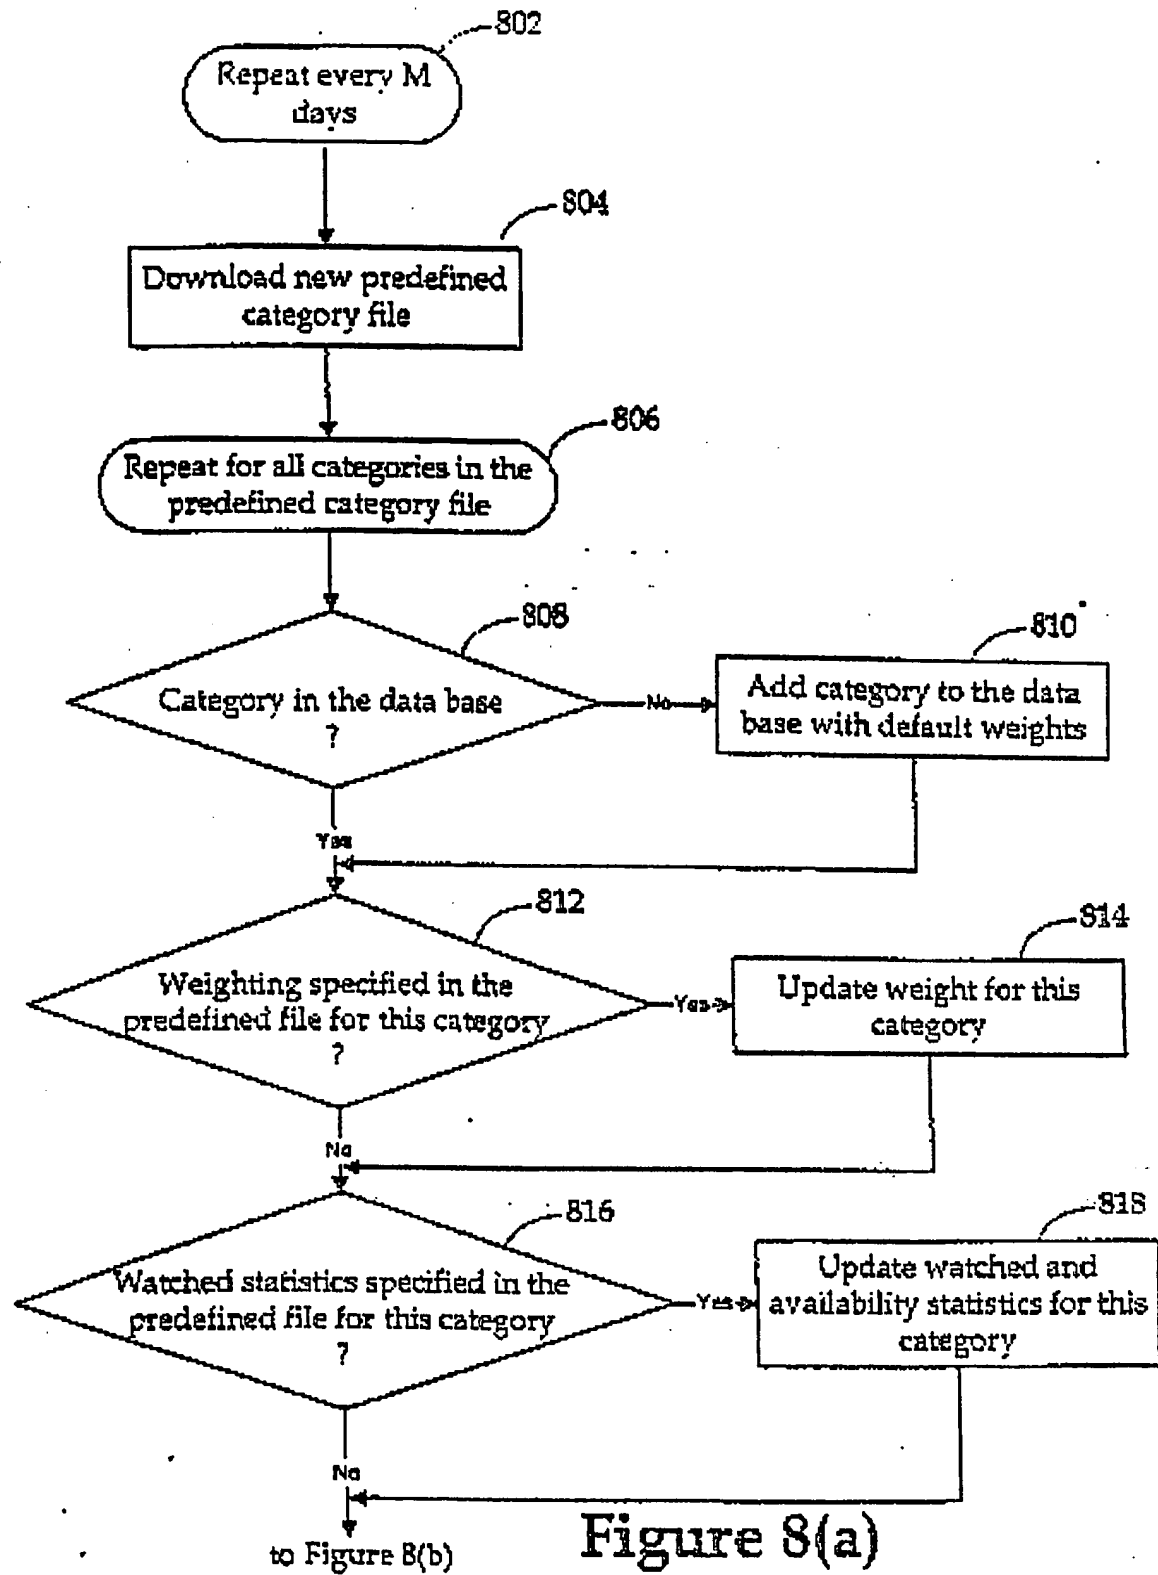 802
Repeat every M
days
804
Download new predefined
category file
806
Repeat for all categories in the
predefined category file
808
Category in the data base
?
No
810
Add category to the data
base with default weights
Yes
812
Weighting specified in the
predefined file for this category
?
Yes
814
Update weight for this
category
No
816
Watched statistics specified in the
predefined file for this category
?
Yes
818
Update watched and
availability statistics for this
category
No
to Figure 8(b)
Figure 8(a)